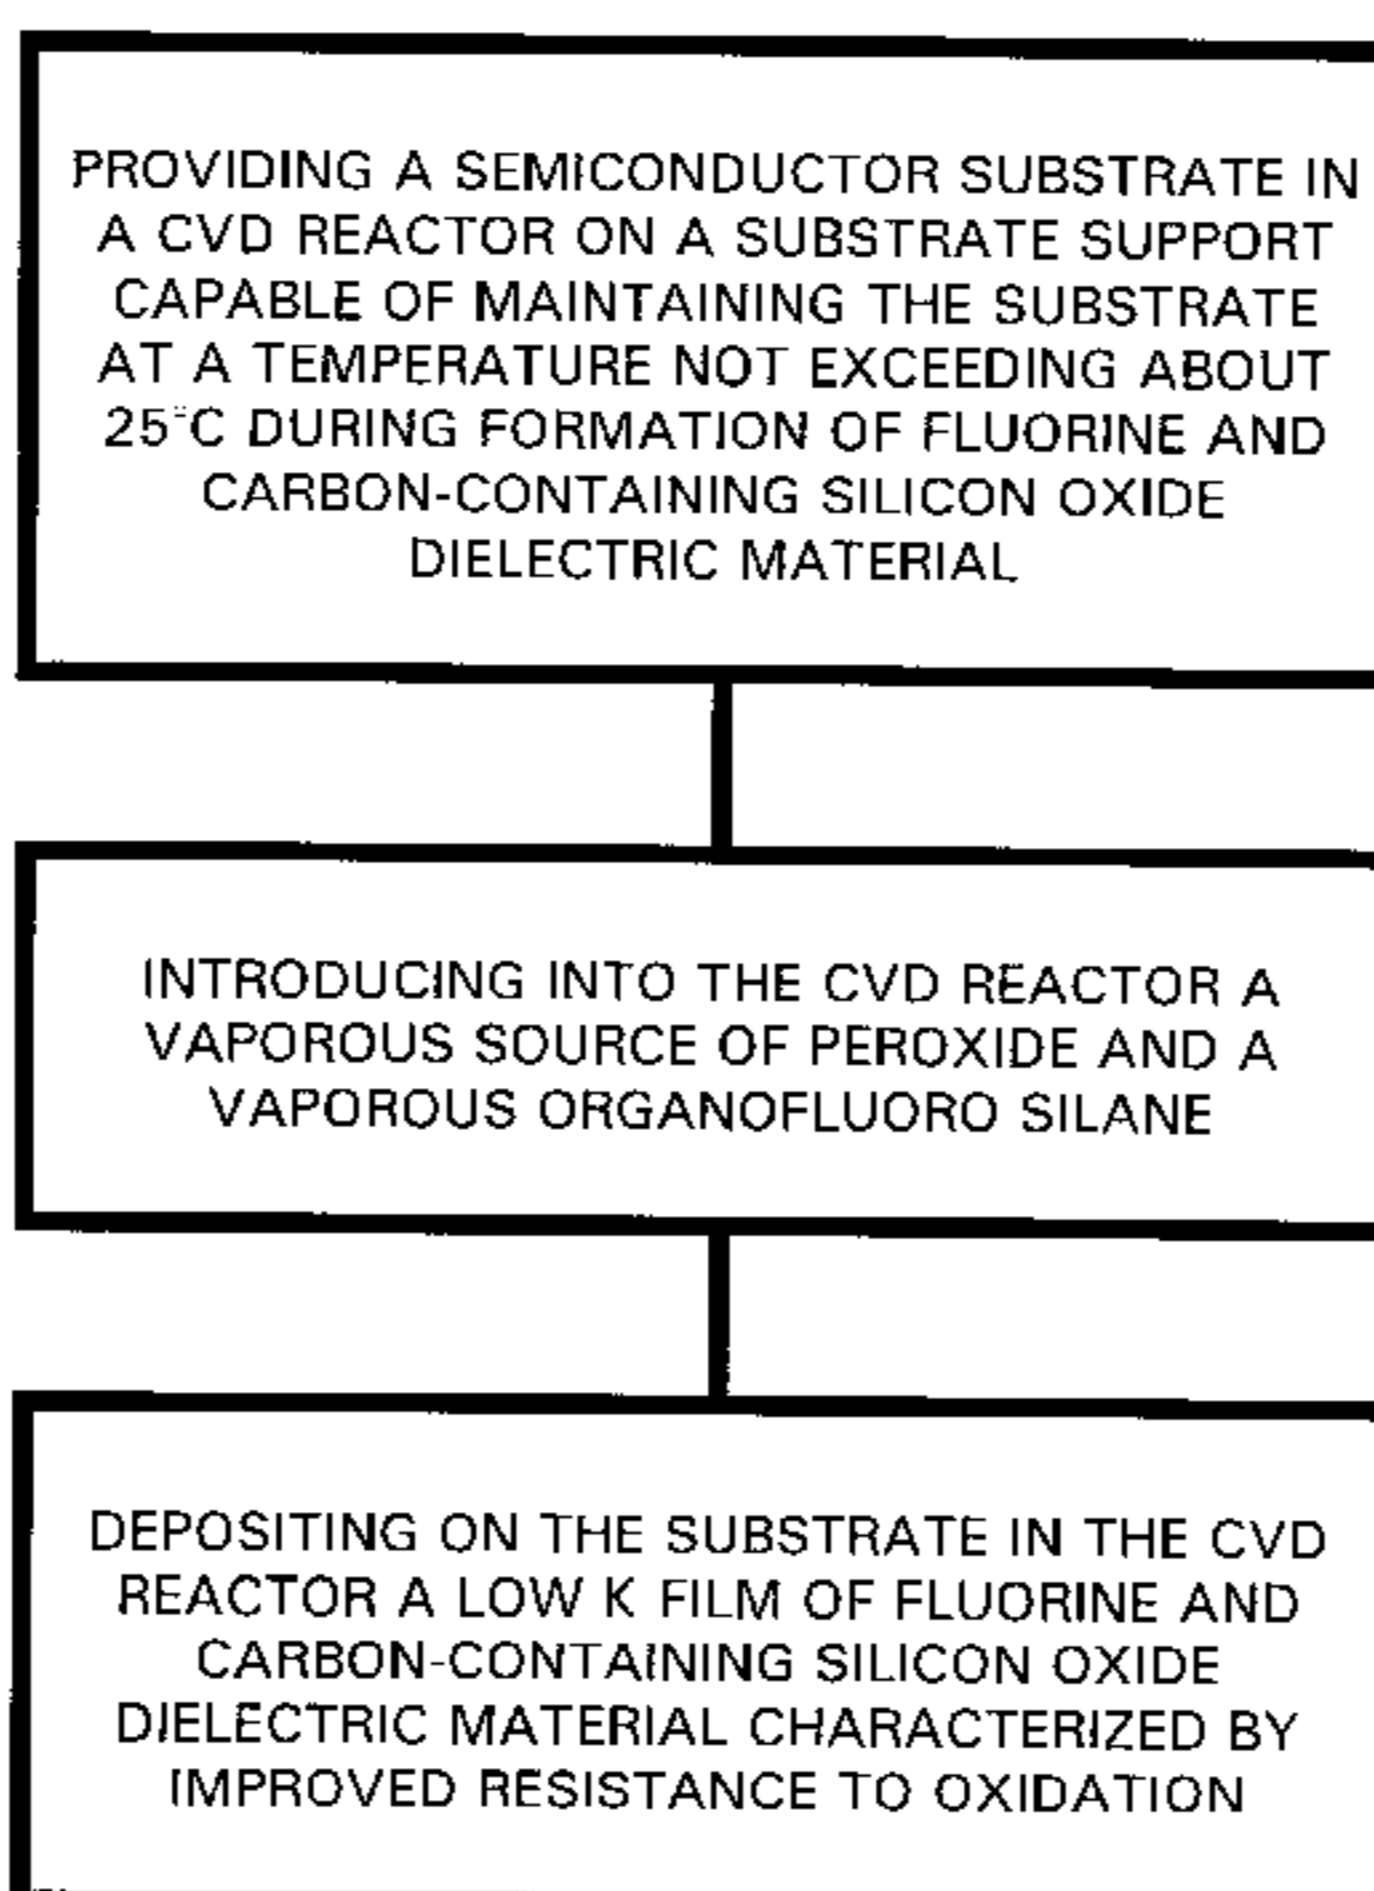 PROVIDING A SEMICONDUCTOR SUBSTRATE IN
A CVD REACTOR ON A SUBSTRATE SUPPORT
CAPABLE OF MAINTAINING THE SUBSTRATE
AT A TEMPERATURE NOT EXCEEDING ABOUT
25°C DURING FORMATION OF FLUORINE AND
CARBON-CONTAINING SILICON OXIDE
DIELECTRIC MATERIAL
INTRODUCING INTO THE CVD REACTOR A
VAPOROUS SOURCE OF PEROXIDE AND A
VAPOROUS ORGANOFLUORO SILANE
DEPOSITING ON THE SUBSTRATE IN THE CVD
REACTOR A LOW K FILM OF FLUORINE AND
CARBON-CONTAINING SILICON OXIDE
DIELECTRIC MATERIAL CHARACTERIZED BY
IMPROVED RESISTANCE TO OXIDATION